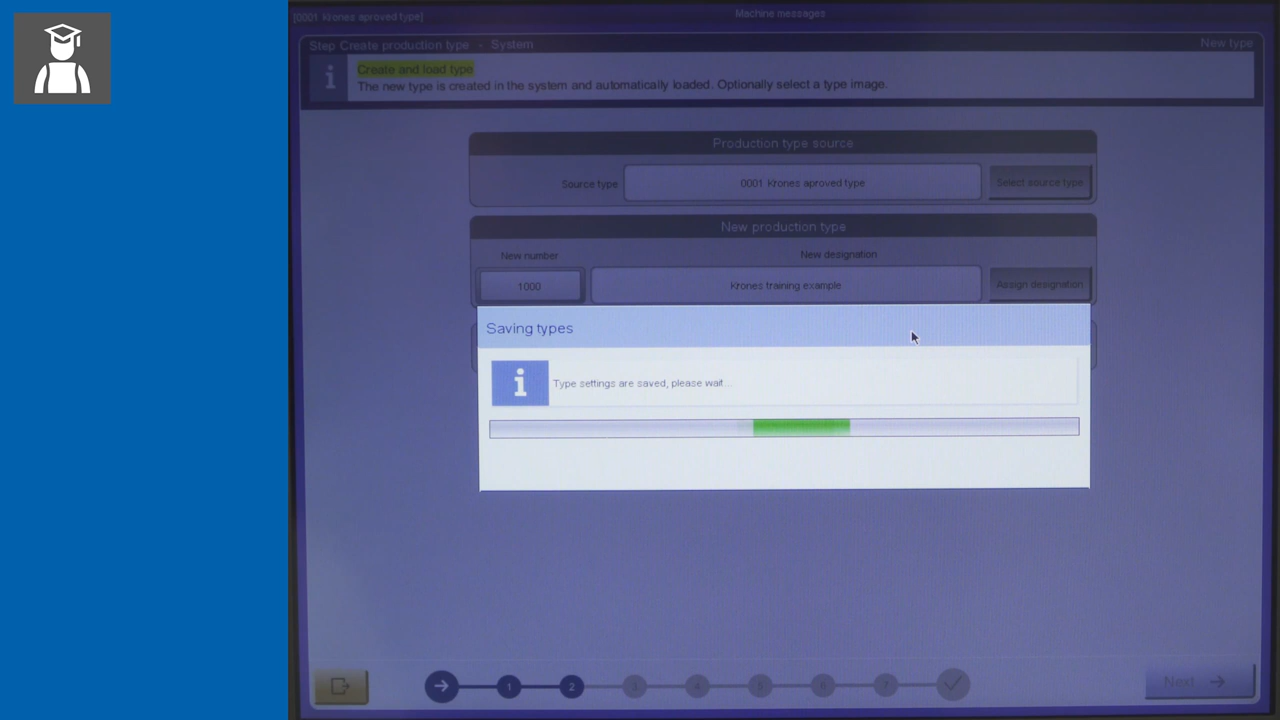 [0001 Krones aproved type]
Machine messages
Step Create production type - System
New type
Create and load type
The new type is created in the system and automatically loaded. Optionally select a type image.
Production type source
Source type
0001 Krones aproved type
Select source type
New production type
New number
New designation
1000
Krones training example
Assign designation
Saving types
Type settings are saved, please wait...
1 2 3 4 5 6 7
Next